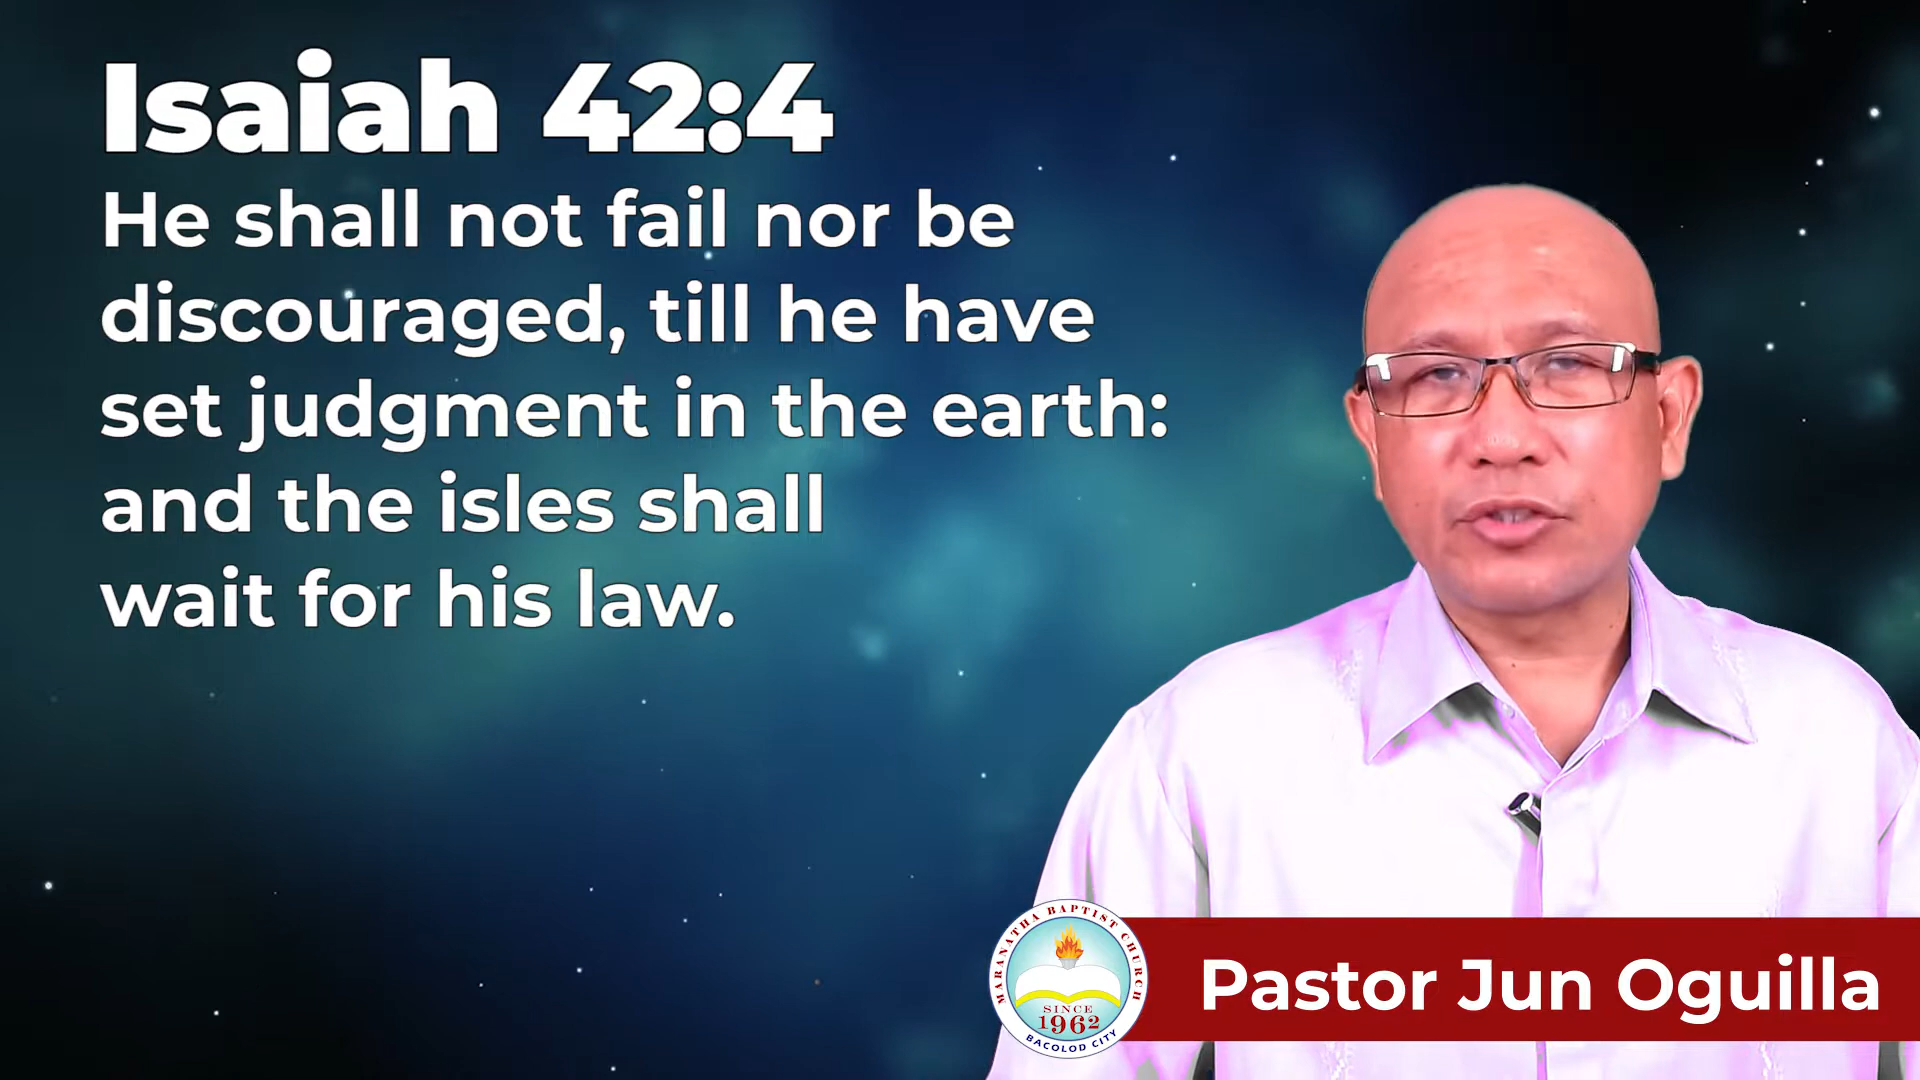 Isaiah 42:4
He shall not fail nor be
discouraged, till he have
set judgment in the earth:
and the isles shall
wait for his law.
MARANATHA BAPTIST CHURCH
SINCE
1962
BACOLOD CITY
Pastor Jun Oguilla